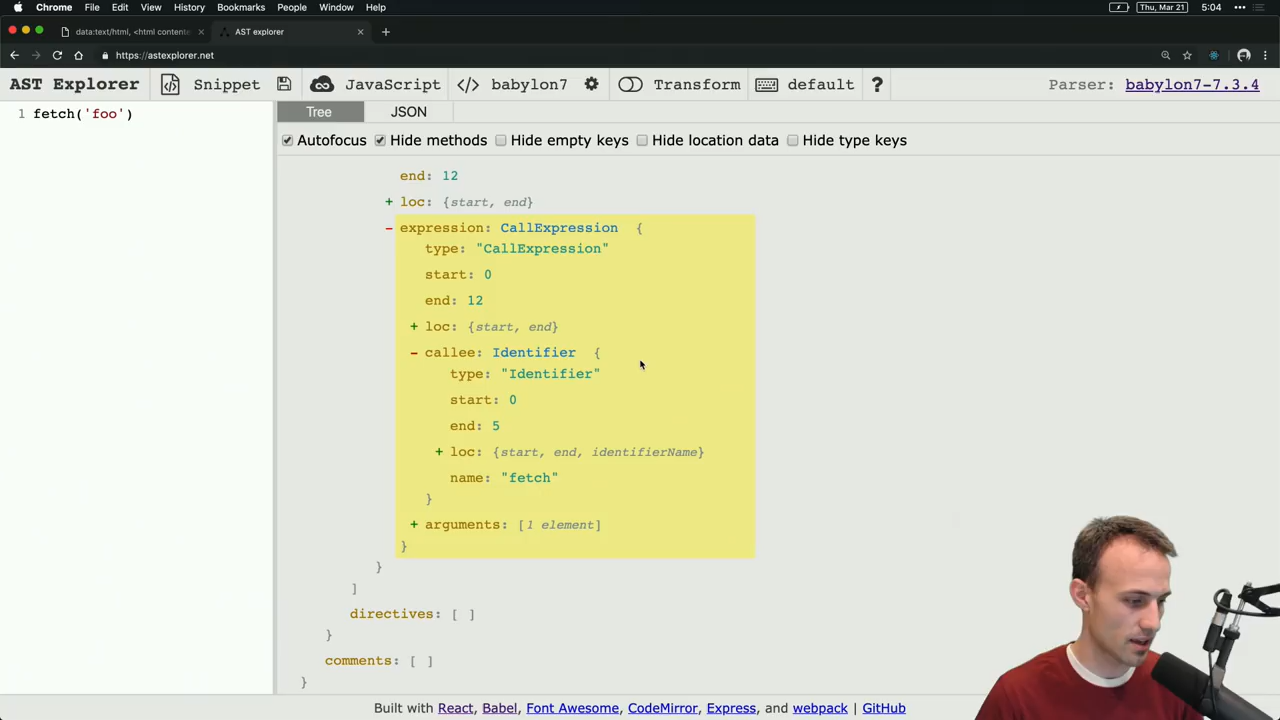 Chrome File Edit View History Bookmarks People Window Help Thu, Mar 21 5:04
data:text/html, <html contente × AST explorer × +
https://astexplorer.net
AST Explorer Snippet JavaScript </> babylon7 Transform default ? Parser: babylon7-7.3.4
1 fetch('foo')
Tree JSON
Autofocus Hide methods Hide empty keys Hide location data Hide type keys
end: 12
+ loc: {start, end}
- expression: CallExpression {
type: "CallExpression"
start: 0
end: 12
+ loc: {start, end}
- callee: Identifier {
type: "Identifier"
start: 0
end: 5
+ loc: {start, end, identifierName}
name: "fetch"
}
+ arguments: [1 element]
}
}
]
directives: [ ]
}
comments: [ ]
}
Built with React, Babel, Font Awesome, CodeMirror, Express, and webpack | GitHub